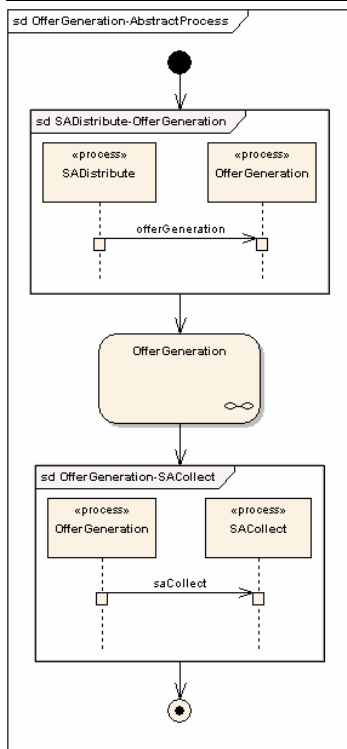 sd OfferGeneration-AbstractProcess
sd SADistribute-OfferGeneration
«process»
SADistribute
«process»
OfferGeneration
offerGeneration
OfferGeneration
sd OfferGeneration-SACollect
«process»
OfferGeneration
«process»
SACollect
saCollect